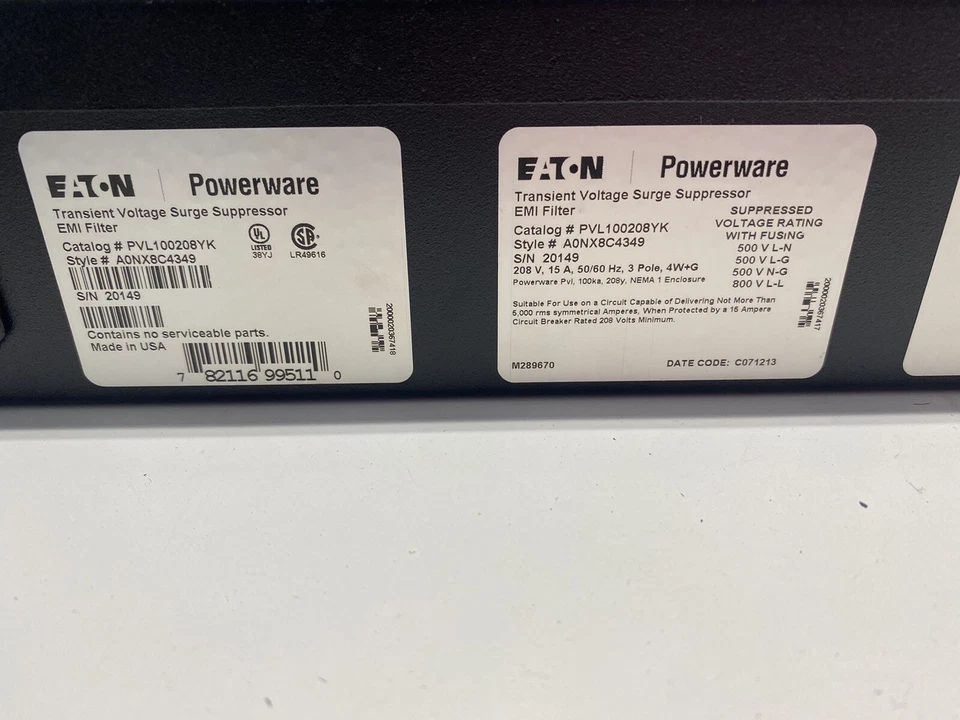 EATON Powerware
Transient Voltage Surge Suppressor
EMI Filter
Catalog # PVL100208YK
Style # A0NX8C4349
UL
LISTED
38YJ
SA
LR49616
S/N 20149
Contains no serviceable parts.
Made in USA
7 82116 99511 0
20000020367418
EATON Powerware
Transient Voltage Surge Suppressor
EMI Filter
Catalog # PVL100208YK
Style # A0NX8C4349
S/N 20149
208 V, 15 A, 50/60 Hz, 3 Pole, 4W+G
Powerware Pvl, 100ka, 208y, NEMA 1 Enclosure
SUPPRESSED
VOLTAGE RATING
WITH FUSING
500 V L-N
500 V L-G
500 V N-G
800 V L-L
Suitable For Use on a Circuit Capable of Delivering Not More Than
5,000 rms symmetrical Amperes, When Protected by a 15 Ampere
Circuit Breaker Rated 208 Volts Minimum.
M289670
DATE CODE: C071213